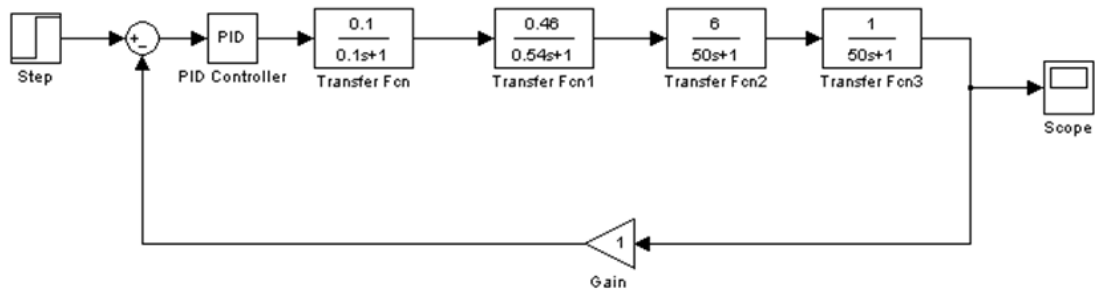 Step
+
−
PID
PID Controller
0.1
0.1s+1
Transfer Fcn
0.46
0.54s+1
Transfer Fcn1
6
50s+1
Transfer Fcn2
1
50s+1
Transfer Fcn3
Scope
1
Gain